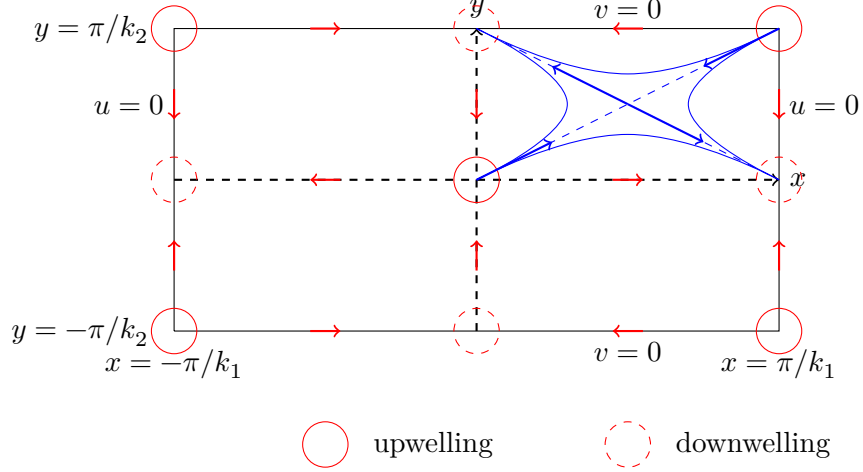 y
v = 0
y = π/k₂
u = 0
u = 0
x
y = −π/k₂
v = 0
x = −π/k₁
x = π/k₁
upwelling
downwelling